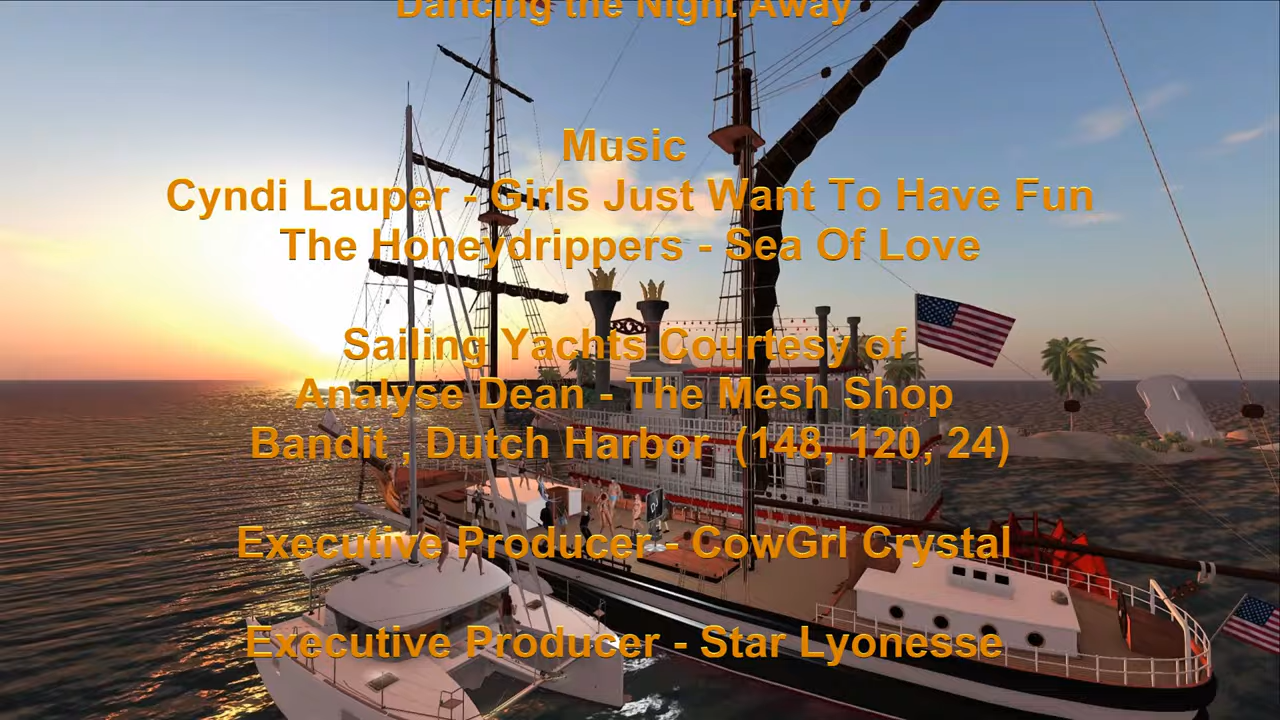 Dancing the Night Away
Music
Cyndi Lauper - Girls Just Want To Have Fun
The Honeydrippers - Sea Of Love
Sailing Yachts Courtesy of
Analyse Dean - The Mesh Shop
Bandit , Dutch Harbor (148, 120, 24)
DJ
Executive Producer - CowGrl Crystal
Executive Producer - Star Lyonesse